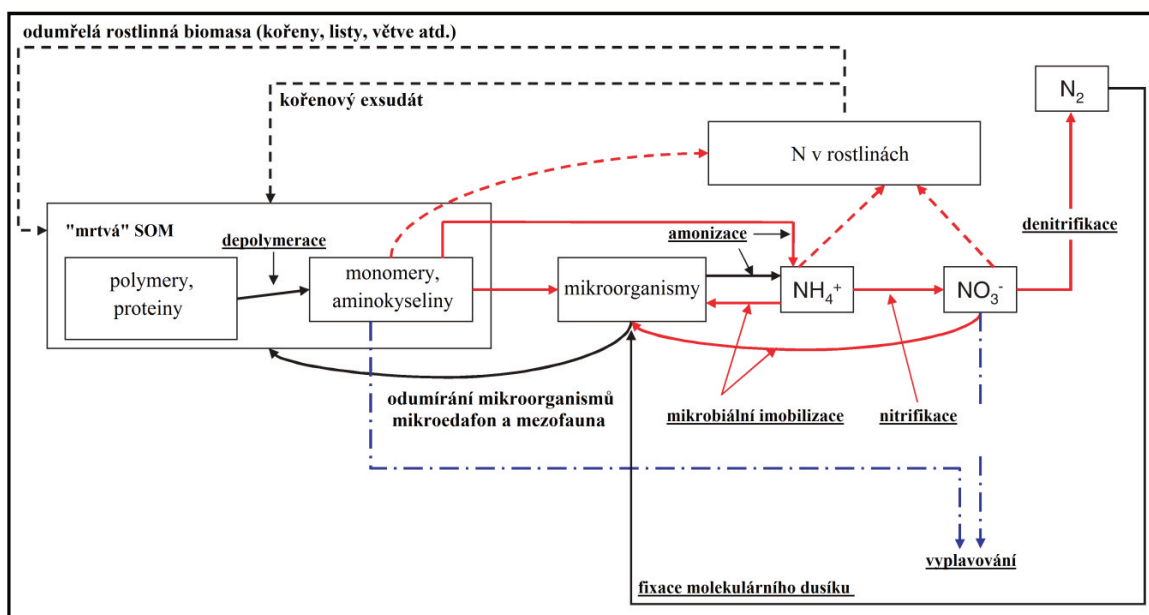 odumřelá rostlinná biomasa (kořeny, listy, větve atd.)
kořenový exsudát
N₂
N v rostlinách
denitrifikace
"mrtvá" SOM
depolymerace
amonizace
polymery,
proteiny
monomery,
aminokyseliny
mikroorganismy
NH₄⁺
NO₃⁻
odumírání mikroorganismů
mikroedafon a mezofauna
mikrobiální imobilizace
nitrifikace
vyplavování
fixace molekulárního dusíku